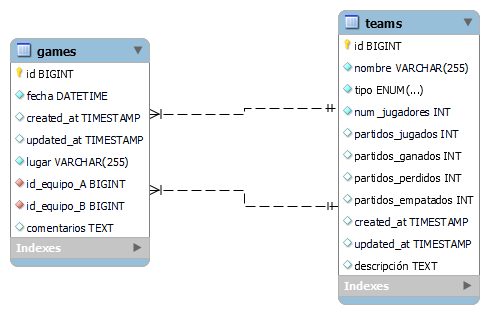 games
id BIGINT
fecha DATETIME
created_at TIMESTAMP
updated_at TIMESTAMP
lugar VARCHAR(255)
id_equipo_A BIGINT
id_equipo_B BIGINT
comentarios TEXT
Indexes
teams
id BIGINT
nombre VARCHAR(255)
tipo ENUM(...)
num_jugadores INT
partidos_jugados INT
partidos_ganados INT
partidos_perdidos INT
partidos_empatados INT
created_at TIMESTAMP
updated_at TIMESTAMP
descripción TEXT
Indexes